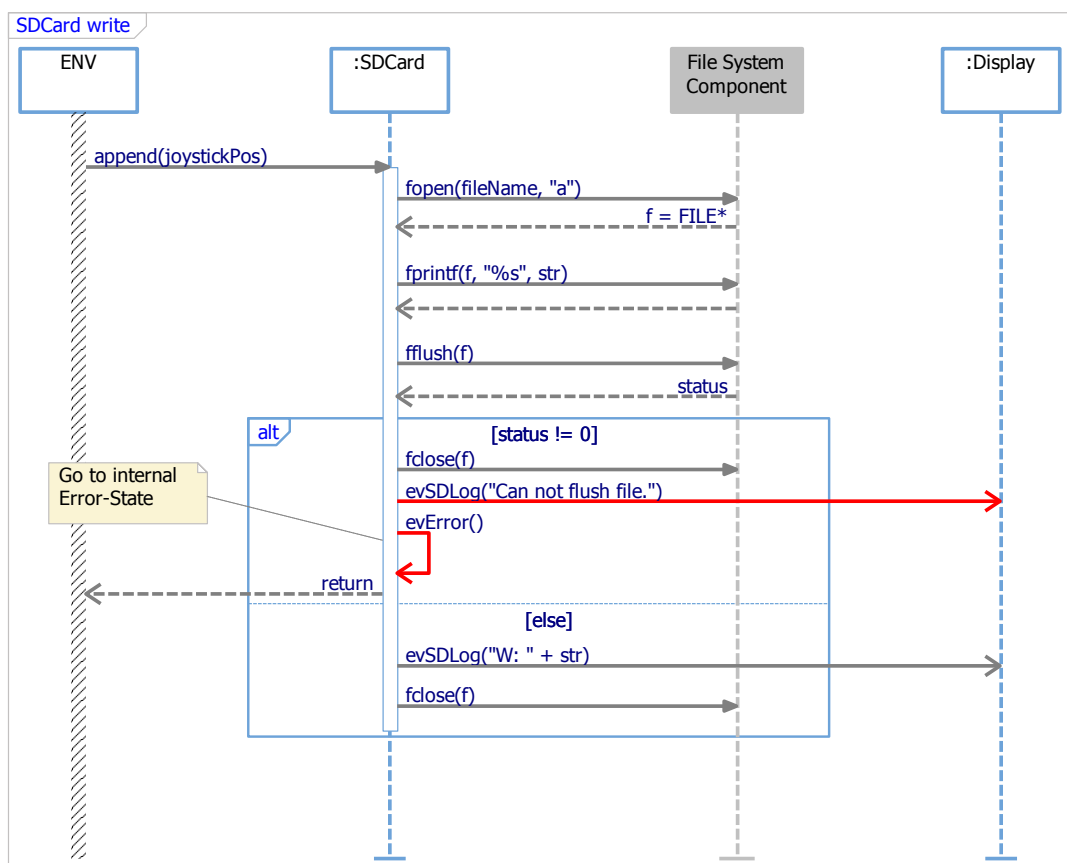 SDCard write
ENV
:SDCard
File System
Component
:Display
append(joystickPos)
fopen(fileName, "a")
f = FILE*
fprintf(f, "%s", str)
fflush(f)
status
alt
[status != 0]
fclose(f)
Go to internal
Error-State
evSDLog("Can not flush file.")
evError()
return
[else]
evSDLog("W: " + str)
fclose(f)